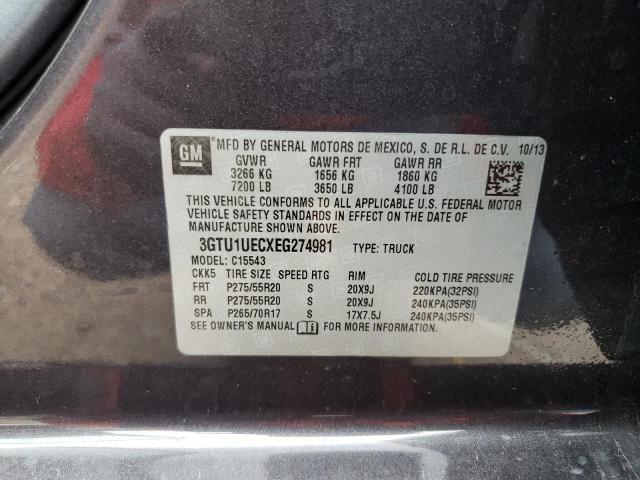 GM ® MFD BY GENERAL MOTORS DE MEXICO, S. DE R.L. DE C.V. 10/13
GVWR GAWR FRT GAWR RR
3266 KG 1656 KG 1860 KG
7200 LB 3650 LB 4100 LB
THIS VEHICLE CONFORMS TO ALL APPLICABLE U.S. FEDERAL MOTOR
VEHICLE SAFETY STANDARDS IN EFFECT ON THE DATE OF
MANUFACTURE SHOWN ABOVE.
3GTU1UECXEG274981 TYPE: TRUCK
MODEL: C15543
CKK5 TIRE SIZE SPEED RTG RIM COLD TIRE PRESSURE
FRT P275/55R20 S 20X9J 220KPA(32PSI)
RR P275/55R20 S 20X9J 240KPA(35PSI)
SPA P265/70R17 S 17X7.5J 240KPA(35PSI)
SEE OWNER'S MANUAL FOR MORE INFORMATION.